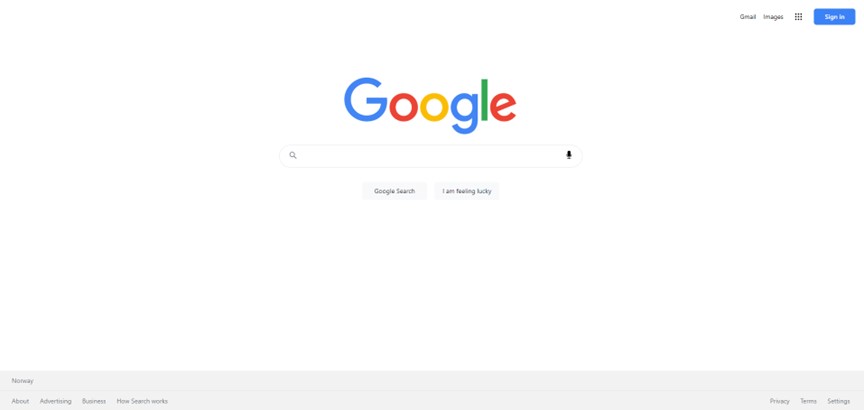 Gmail Images Sign in
Google
Google Search I am feeling lucky
Norway
About Advertising Business How Search works Privacy Terms Settings